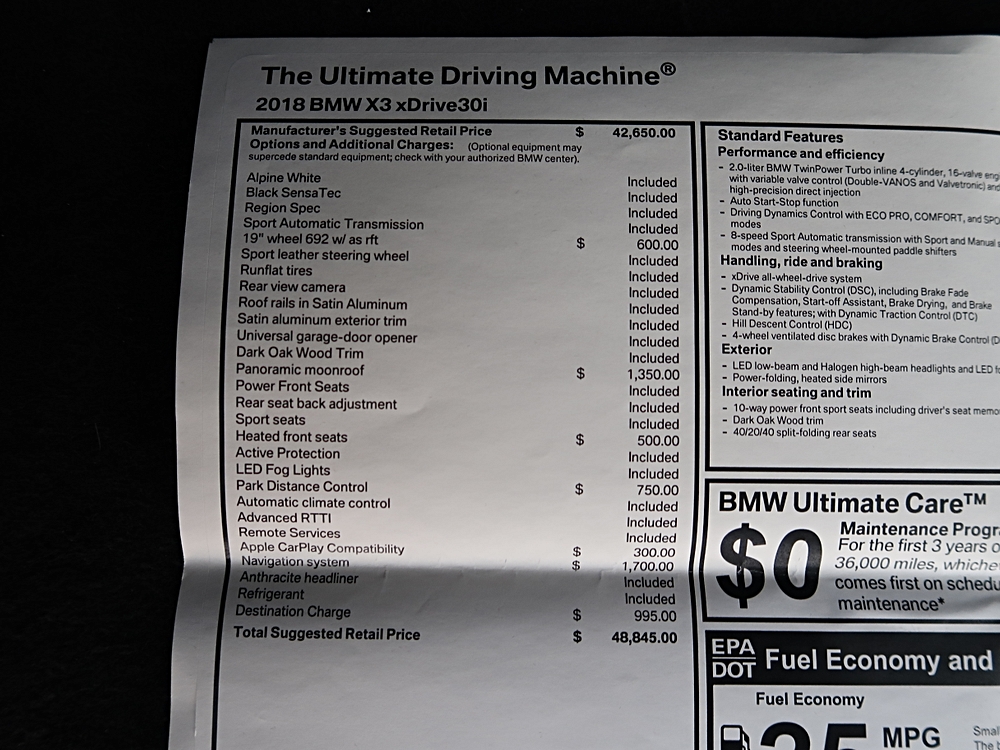 The Ultimate Driving Machine®
2018 BMW X3 xDrive30i
Manufacturer's Suggested Retail Price $ 42,650.00
Options and Additional Charges: (Optional equipment may
supercede standard equipment; check with your authorized BMW center).
Alpine White Included
Black SensaTec Included
Region Spec Included
Sport Automatic Transmission Included
19" wheel 692 w/ as rft $ 600.00
Sport leather steering wheel Included
Runflat tires Included
Rear view camera Included
Roof rails in Satin Aluminum Included
Satin aluminum exterior trim Included
Universal garage-door opener Included
Dark Oak Wood Trim Included
Panoramic moonroof $ 1,350.00
Power Front Seats Included
Rear seat back adjustment Included
Sport seats Included
Heated front seats $ 500.00
Active Protection Included
LED Fog Lights Included
Park Distance Control $ 750.00
Automatic climate control Included
Advanced RTTI Included
Remote Services Included
Apple CarPlay Compatibility $ 300.00
Navigation system $ 1,700.00
Anthracite headliner Included
Refrigerant Included
Destination Charge $ 995.00
Total Suggested Retail Price $ 48,845.00
Standard Features
Performance and efficiency
- 2.0-liter BMW TwinPower Turbo inline 4-cylinder, 16-valve eng
with variable valve control (Double-VANOS and Valvetronic) and
high-precision direct injection
- Auto Start-Stop function
- Driving Dynamics Control with ECO PRO, COMFORT, and SPO
modes
- 8-speed Sport Automatic transmission with Sport and Manual s
modes and steering wheel-mounted paddle shifters
Handling, ride and braking
- xDrive all-wheel-drive system
- Dynamic Stability Control (DSC), including Brake Fade
Compensation, Start-off Assistant, Brake Drying, and Brake
Stand-by features; with Dynamic Traction Control (DTC)
- Hill Descent Control (HDC)
- 4-wheel ventilated disc brakes with Dynamic Brake Control (D
Exterior
- LED low-beam and Halogen high-beam headlights and LED
- Power-folding, heated side mirrors
Interior seating and trim
- 10-way power front sport seats including driver's seat memo
- Dark Oak Wood trim
- 40/20/40 split-folding rear seats
BMW Ultimate Care™
$0
Maintenance Progr
For the first 3 years o
36,000 miles, whicheve
comes first on schedu
maintenance*
EPA
DOT
Fuel Economy and
Fuel Economy
25 MPG
Smal
The b